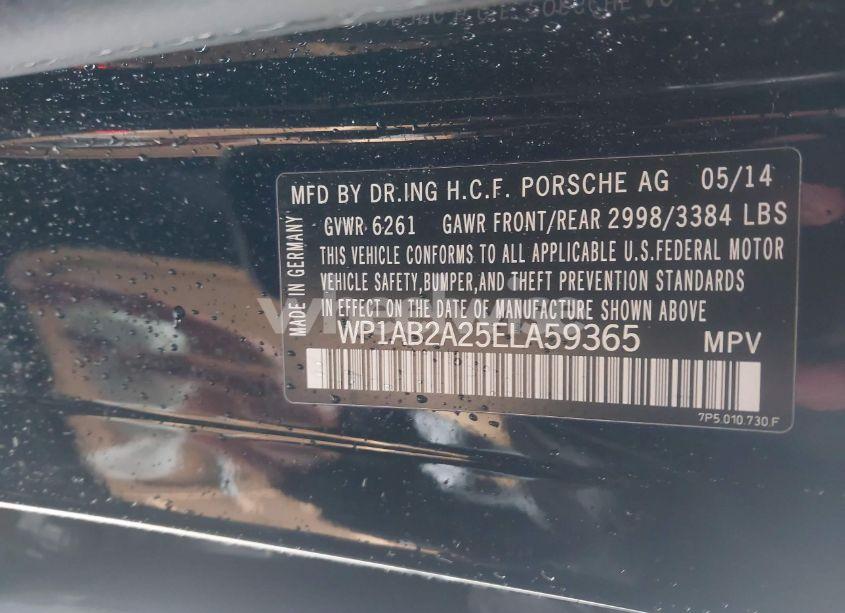 MFD BY DR.ING H.C.F. PORSCHE AG 05/14
MADE IN GERMANY
GVWR 6261 GAWR FRONT/REAR 2998/3384 LBS
THIS VEHICLE CONFORMS TO ALL APPLICABLE U.S.FEDERAL MOTOR
VEHICLE SAFETY,BUMPER,AND THEFT PREVENTION STANDARDS
IN EFFECT ON THE DATE OF MANUFACTURE SHOWN ABOVE
WP1AB2A25ELA59365 MPV
7P5.010.730.F